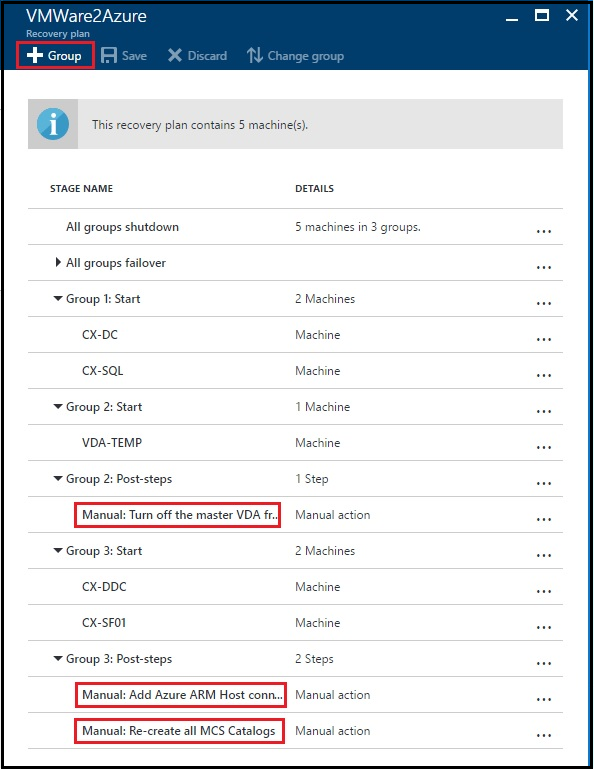 VMWare2Azure
Recovery plan
Group Save Discard Change group
This recovery plan contains 5 machine(s).
STAGE NAME DETAILS
All groups shutdown 5 machines in 3 groups. ...
All groups failover ...
Group 1: Start 2 Machines ...
CX-DC Machine ...
CX-SQL Machine ...
Group 2: Start 1 Machine ...
VDA-TEMP Machine ...
Group 2: Post-steps 1 Step ...
Manual: Turn off the master VDA fr... Manual action ...
Group 3: Start 2 Machines ...
CX-DDC Machine ...
CX-SF01 Machine ...
Group 3: Post-steps 2 Steps ...
Manual: Add Azure ARM Host conn... Manual action ...
Manual: Re-create all MCS Catalogs Manual action ...